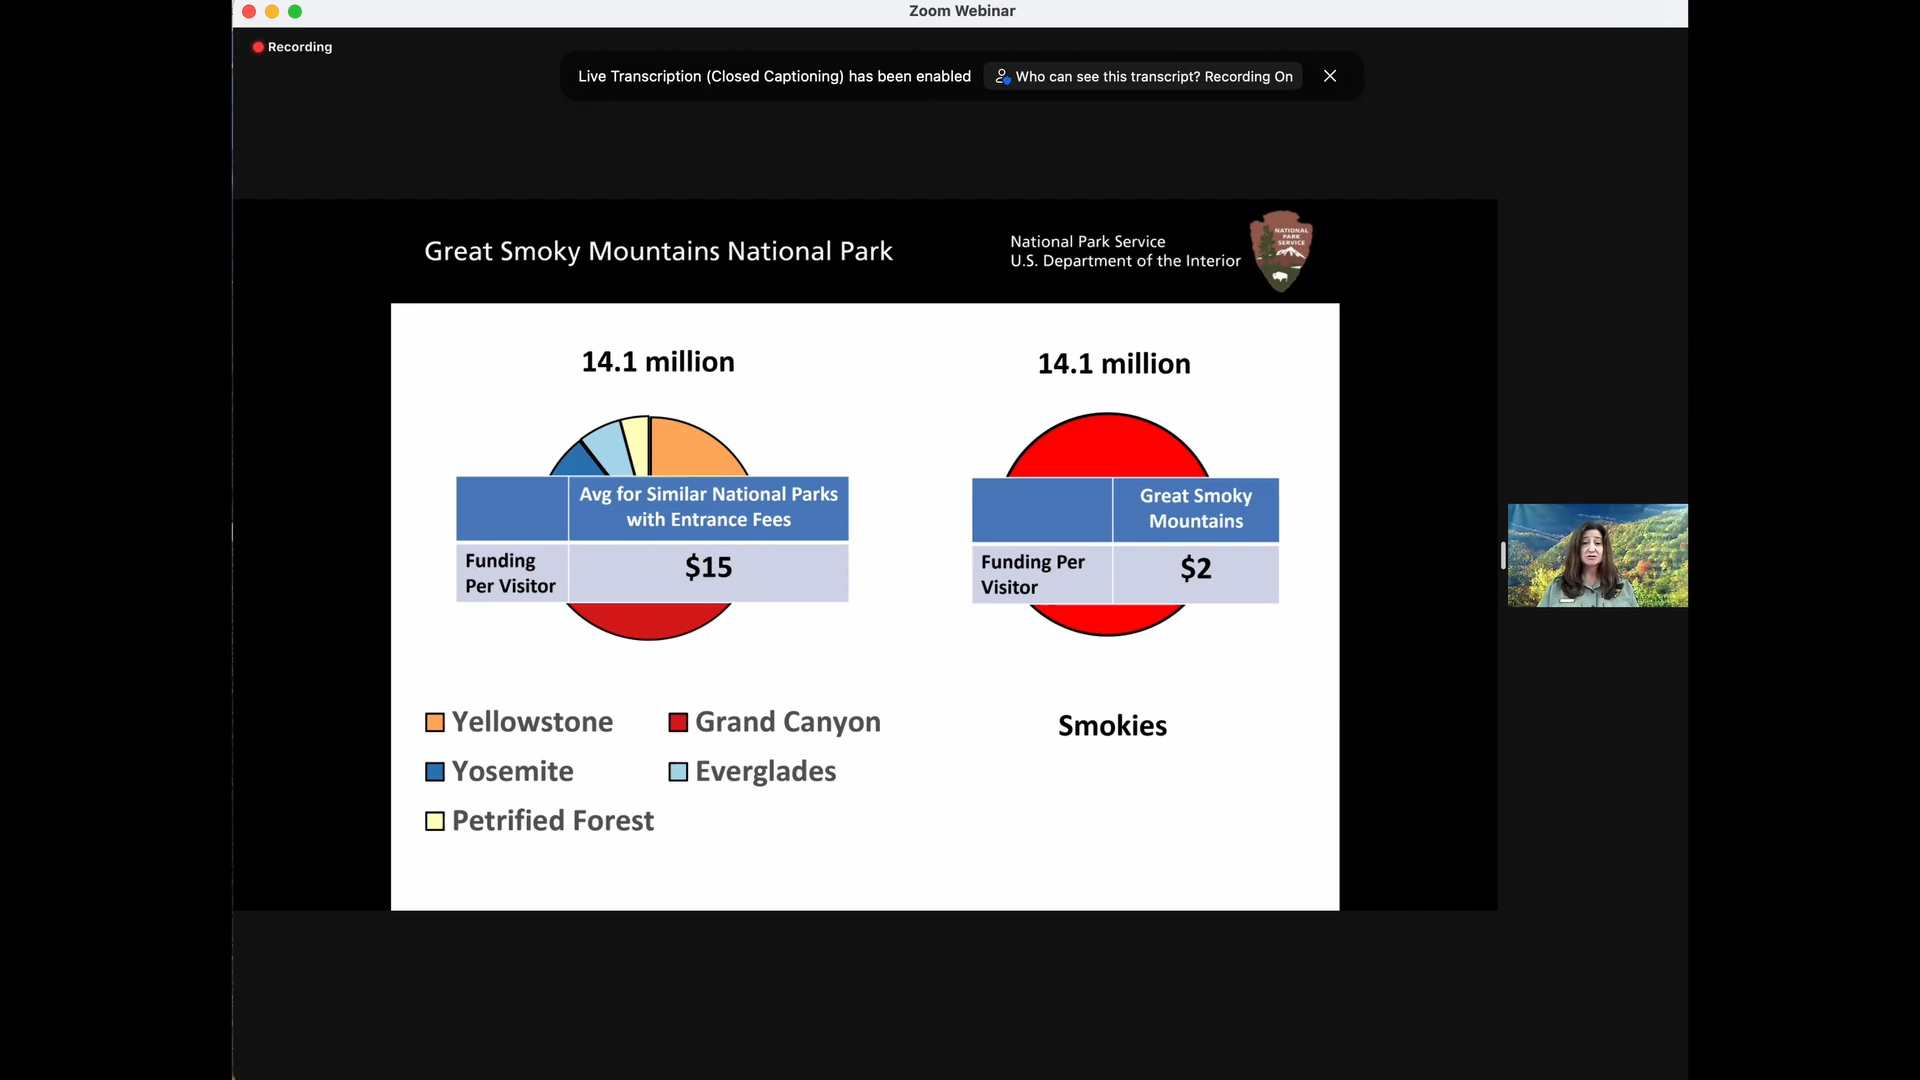 Zoom Webinar
Recording
Live Transcription (Closed Captioning) has been enabled
Who can see this transcript? Recording On
Great Smoky Mountains National Park
National Park Service
U.S. Department of the Interior
NATIONAL
PARK
SERVICE
14.1 million
14.1 million
Avg for Similar National Parks
with Entrance Fees
Funding
Per Visitor
$15
Great Smoky
Mountains
Funding Per
Visitor
$2
Yellowstone
Grand Canyon
Yosemite
Everglades
Petrified Forest
Smokies